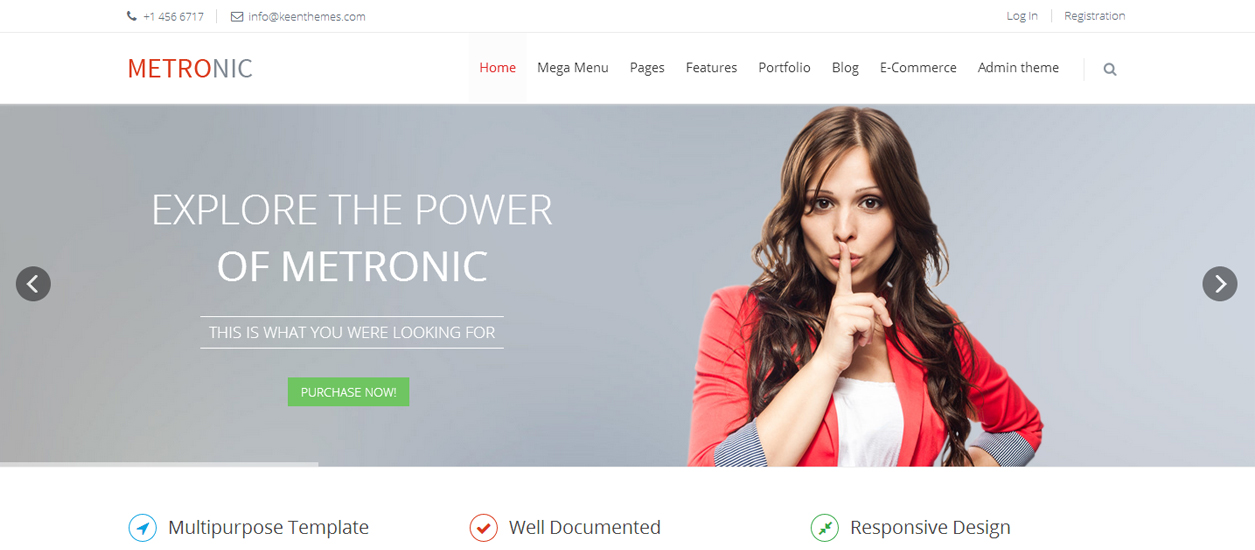 +1 456 6717
info@keenthemes.com
Log In
Registration
METRONIC
Home
Mega Menu
Pages
Features
Portfolio
Blog
E-Commerce
Admin theme
EXPLORE THE POWER
OF METRONIC
THIS IS WHAT YOU WERE LOOKING FOR
PURCHASE NOW!
Multipurpose Template
Well Documented
Responsive Design